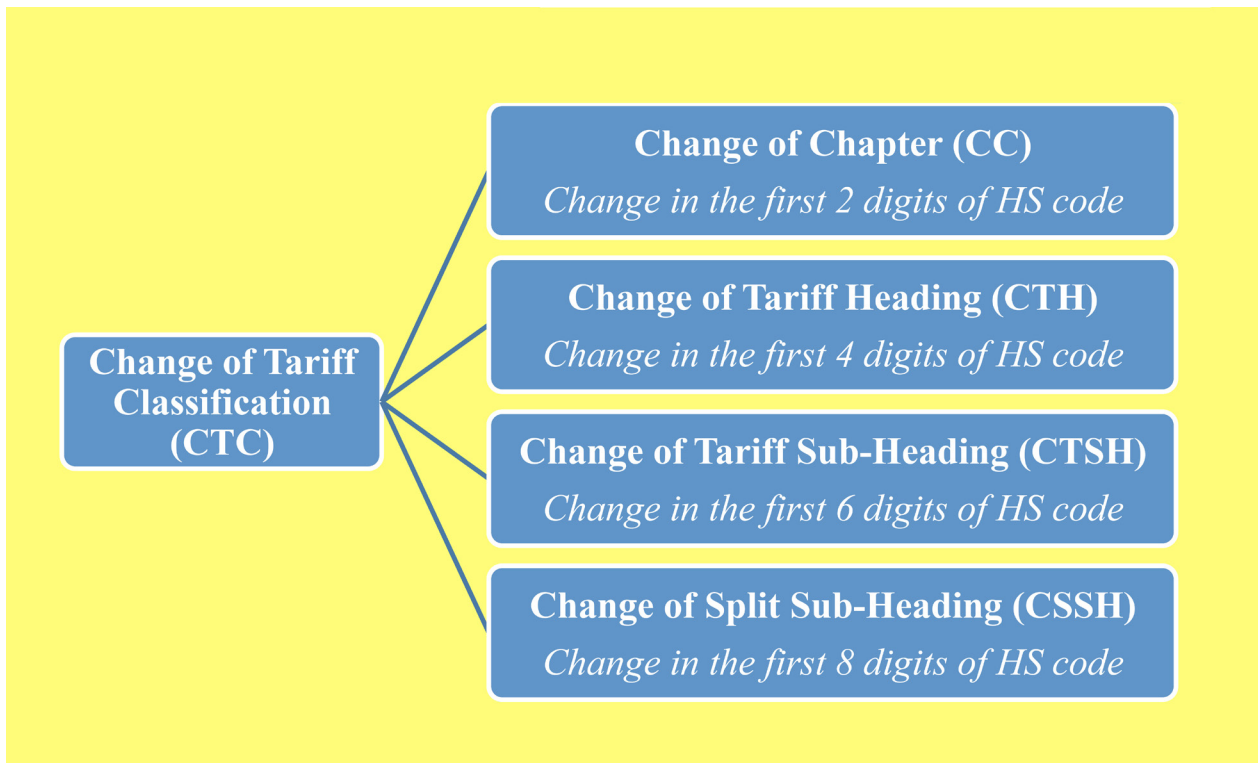 Change of Tariff
Classification
(CTC)
Change of Chapter (CC)
Change in the first 2 digits of HS code
Change of Tariff Heading (CTH)
Change in the first 4 digits of HS code
Change of Tariff Sub-Heading (CTSH)
Change in the first 6 digits of HS code
Change of Split Sub-Heading (CSSH)
Change in the first 8 digits of HS code